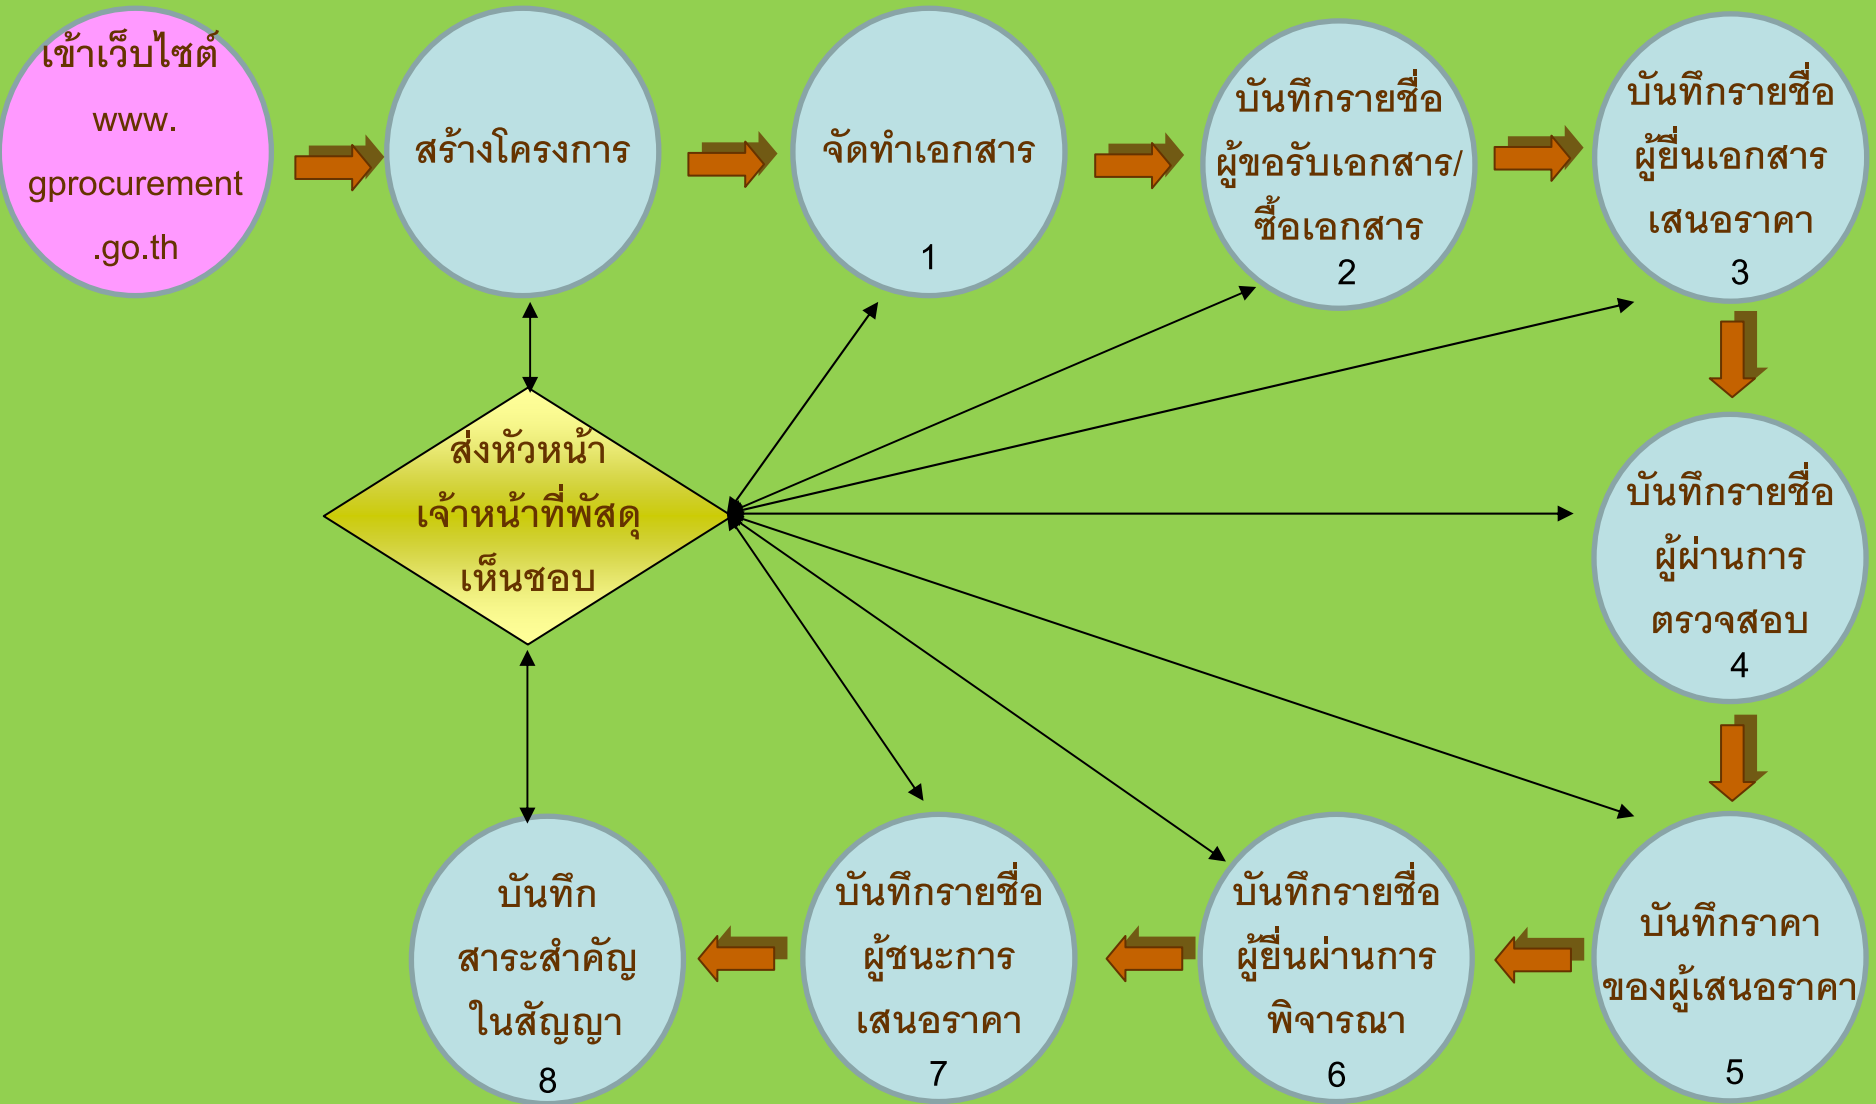 เข้าเว็บไซต์
www.
gprocurement
.go.th
สร้างโครงการ
จัดทำเอกสาร
1
บันทึกรายชื่อ
ผู้ขอรับเอกสาร/
ซื้อเอกสาร
2
บันทึกรายชื่อ
ผู้ยื่นเอกสาร
เสนอราคา
3
ส่งหัวหน้า
เจ้าหน้าที่พัสดุ
เห็นชอบ
บันทึกรายชื่อ
ผู้ผ่านการ
ตรวจสอบ
4
บันทึกราคา
ของผู้เสนอราคา
5
บันทึกรายชื่อ
ผู้ยื่นผ่านการ
พิจารณา
6
บันทึกรายชื่อ
ผู้ชนะการ
เสนอราคา
7
บันทึก
สาระสำคัญ
ในสัญญา
8